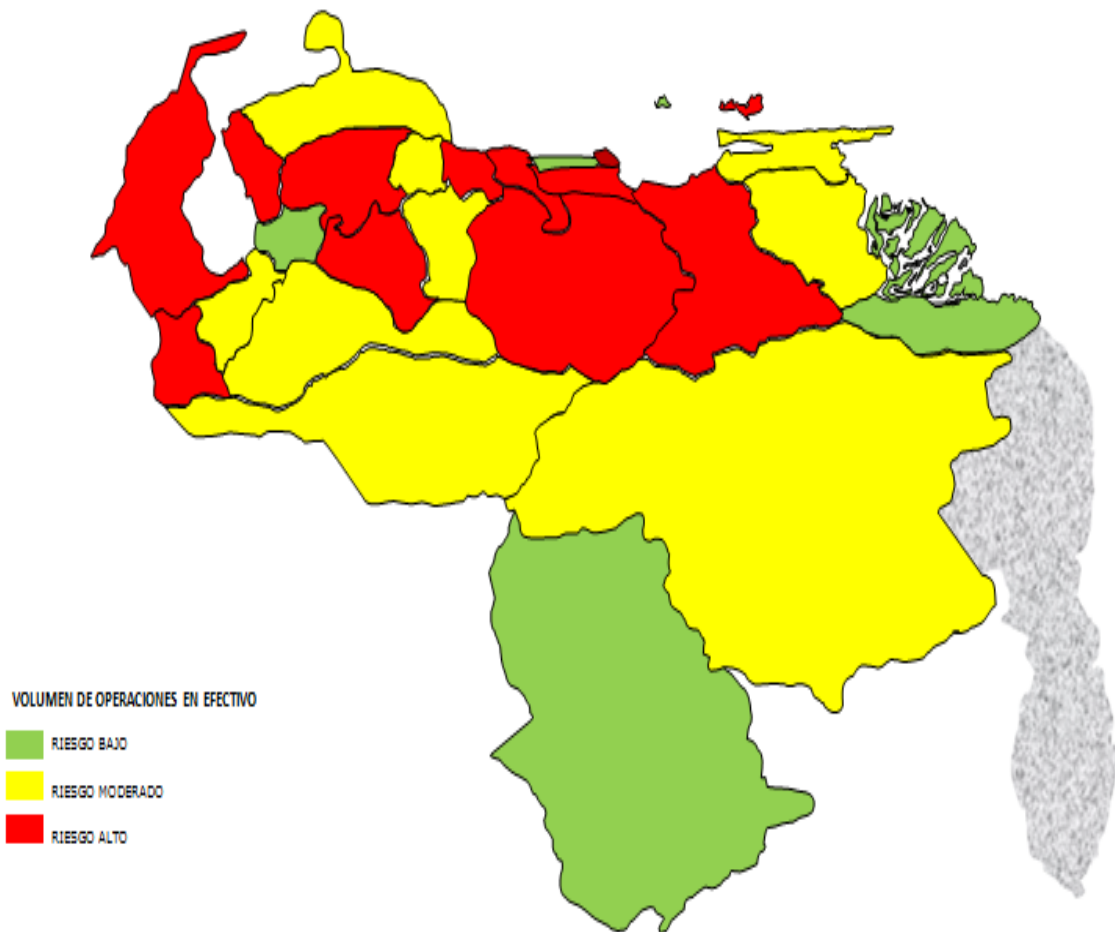 VOLUMEN DE OPERACIONES EN EFECTIVO
RIESGO BAJO
RIESGO MODERADO
RIESGO ALTO